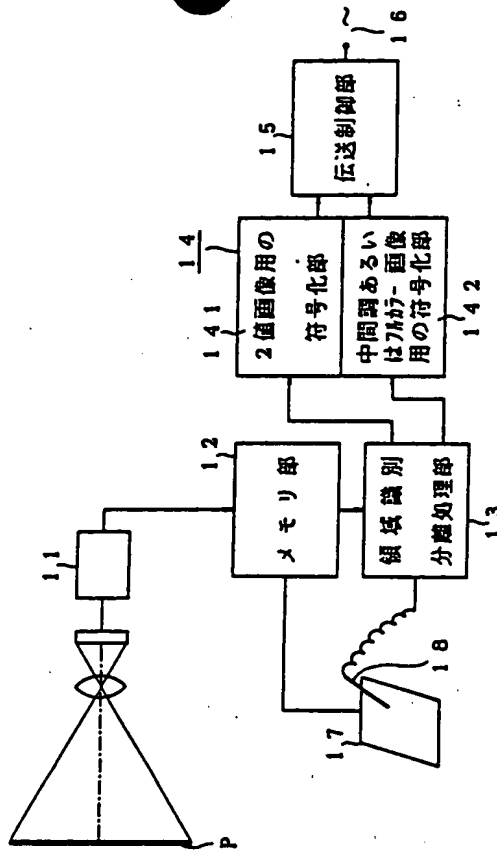 P
11
12
メモリ部
13
領域識別
分離処理部
14
141
2値画像用の
符号化部
中間調あるい
はフルカラー画像
用の符号化部
142
15
伝送制御部
~
16
17
18